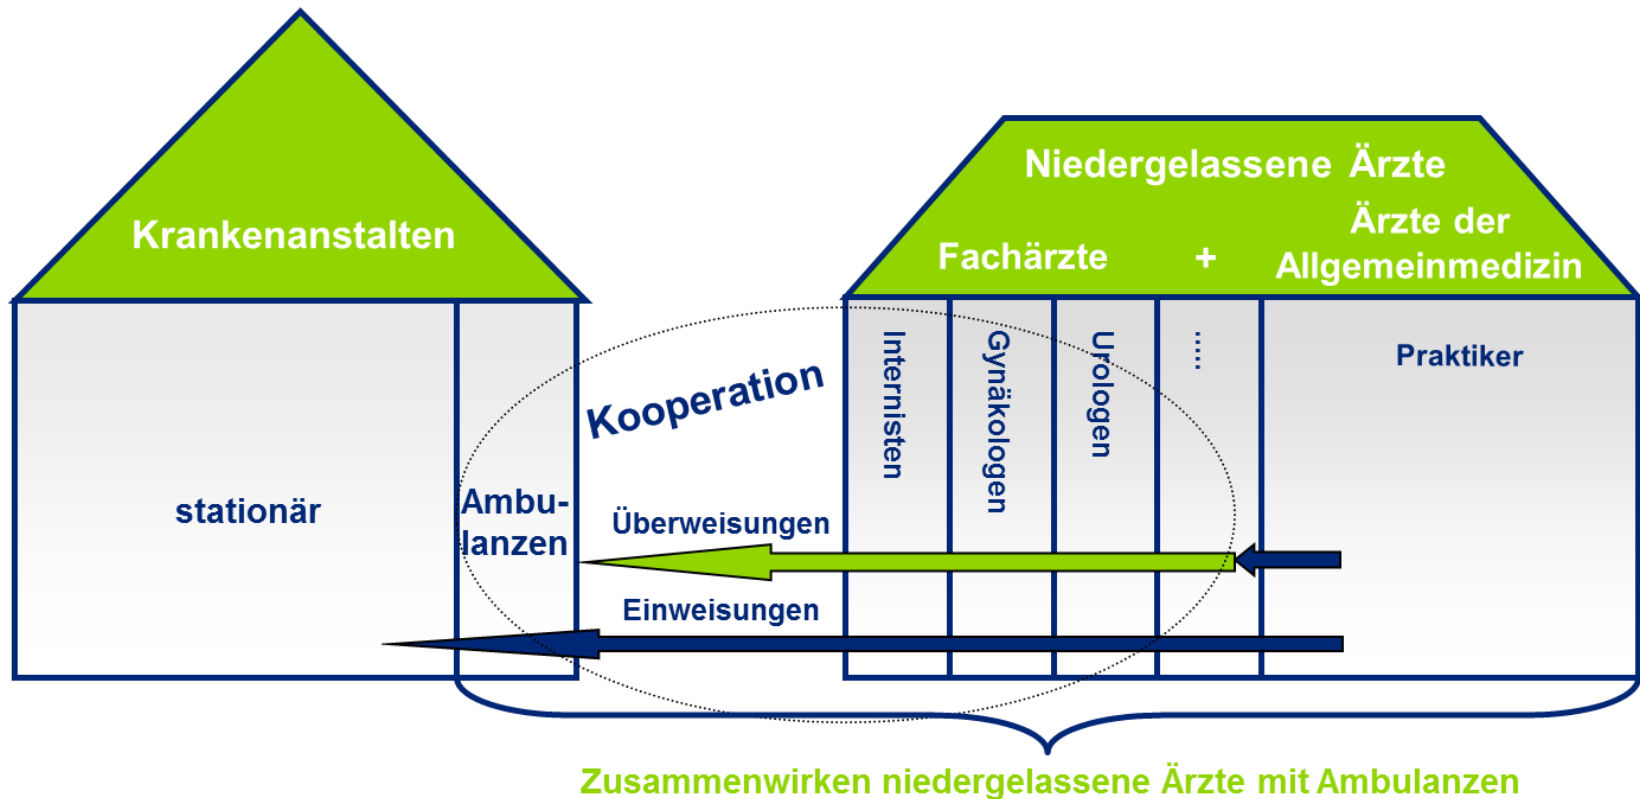 Krankenanstalten
stationär
Ambu-
lanzen
Kooperation
Überweisungen
Einweisungen
Niedergelassene Ärzte
Fachärzte + Ärzte der
Allgemeinmedizin
Internisten
Gynäkologen
Urologen
.....
Praktiker
Zusammenwirken niedergelassene Ärzte mit Ambulanzen